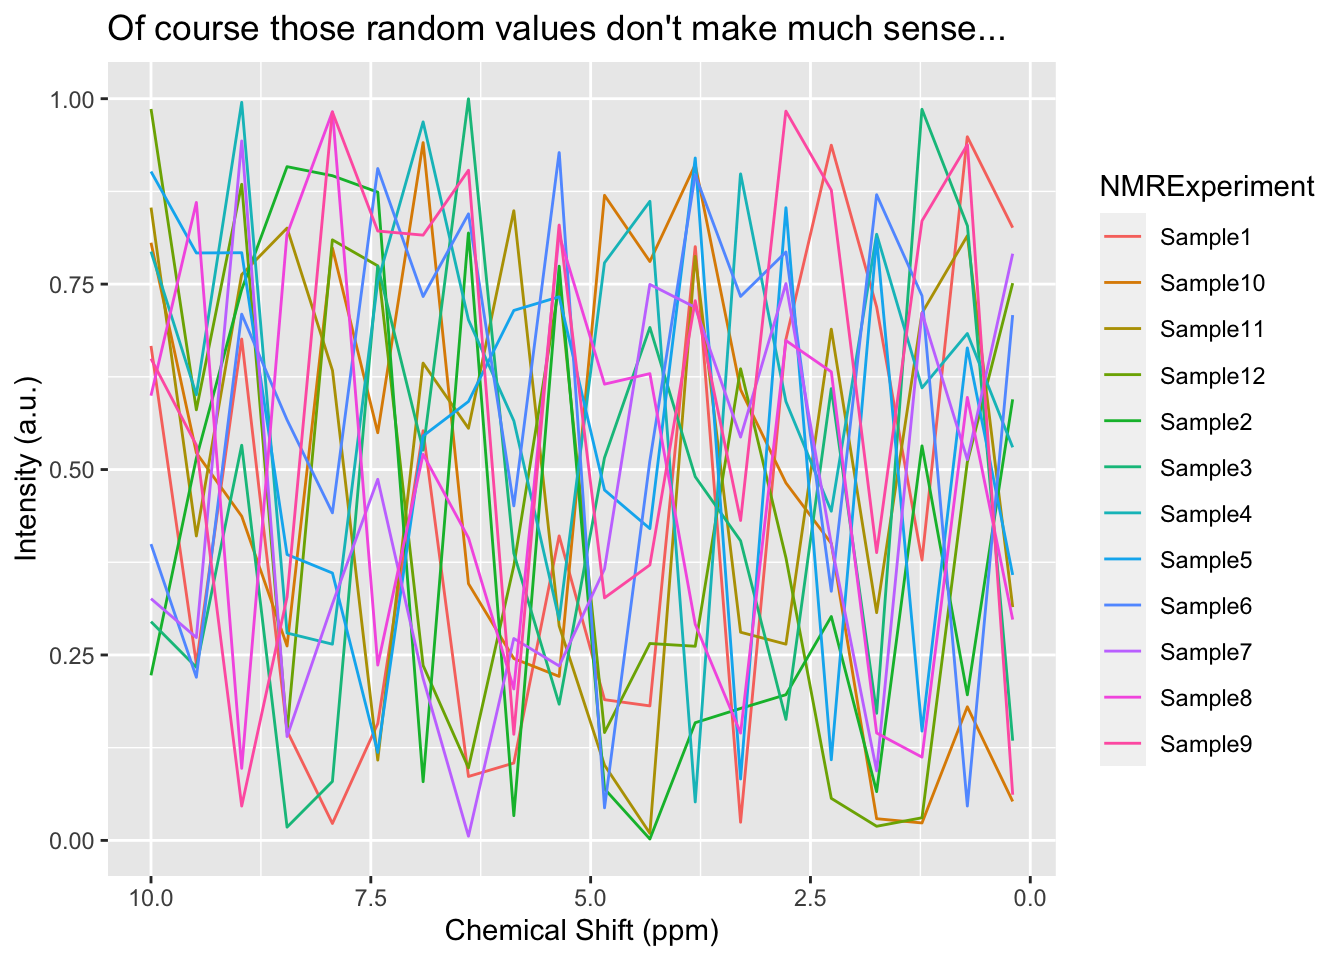 Of course those random values don't make much sense...
Intensity (a.u.)
1.00
0.75
0.50
0.25
0.00
10.0
7.5
5.0
2.5
0.0
Chemical Shift (ppm)
NMRExperiment
Sample1
Sample10
Sample11
Sample12
Sample2
Sample3
Sample4
Sample5
Sample6
Sample7
Sample8
Sample9